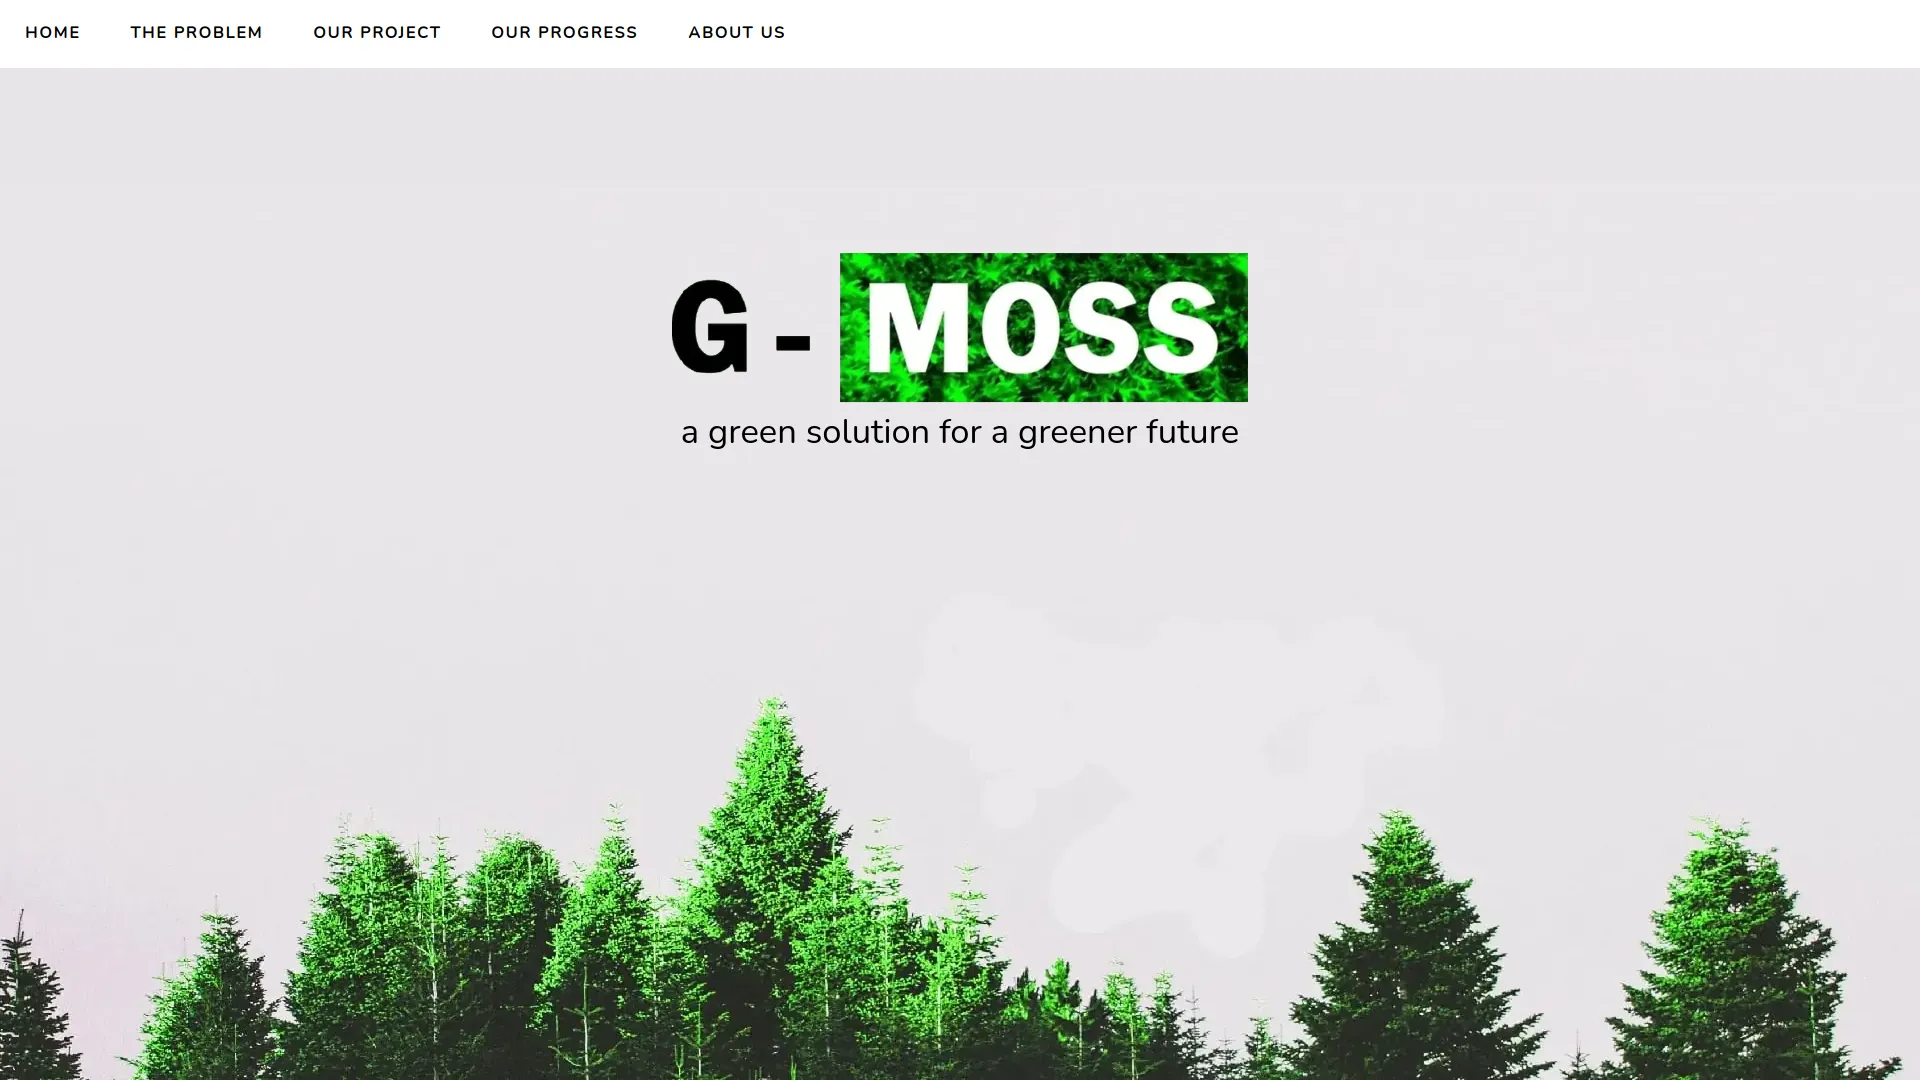 HOME THE PROBLEM OUR PROJECT OUR PROGRESS ABOUT US
G - MOSS
a green solution for a greener future